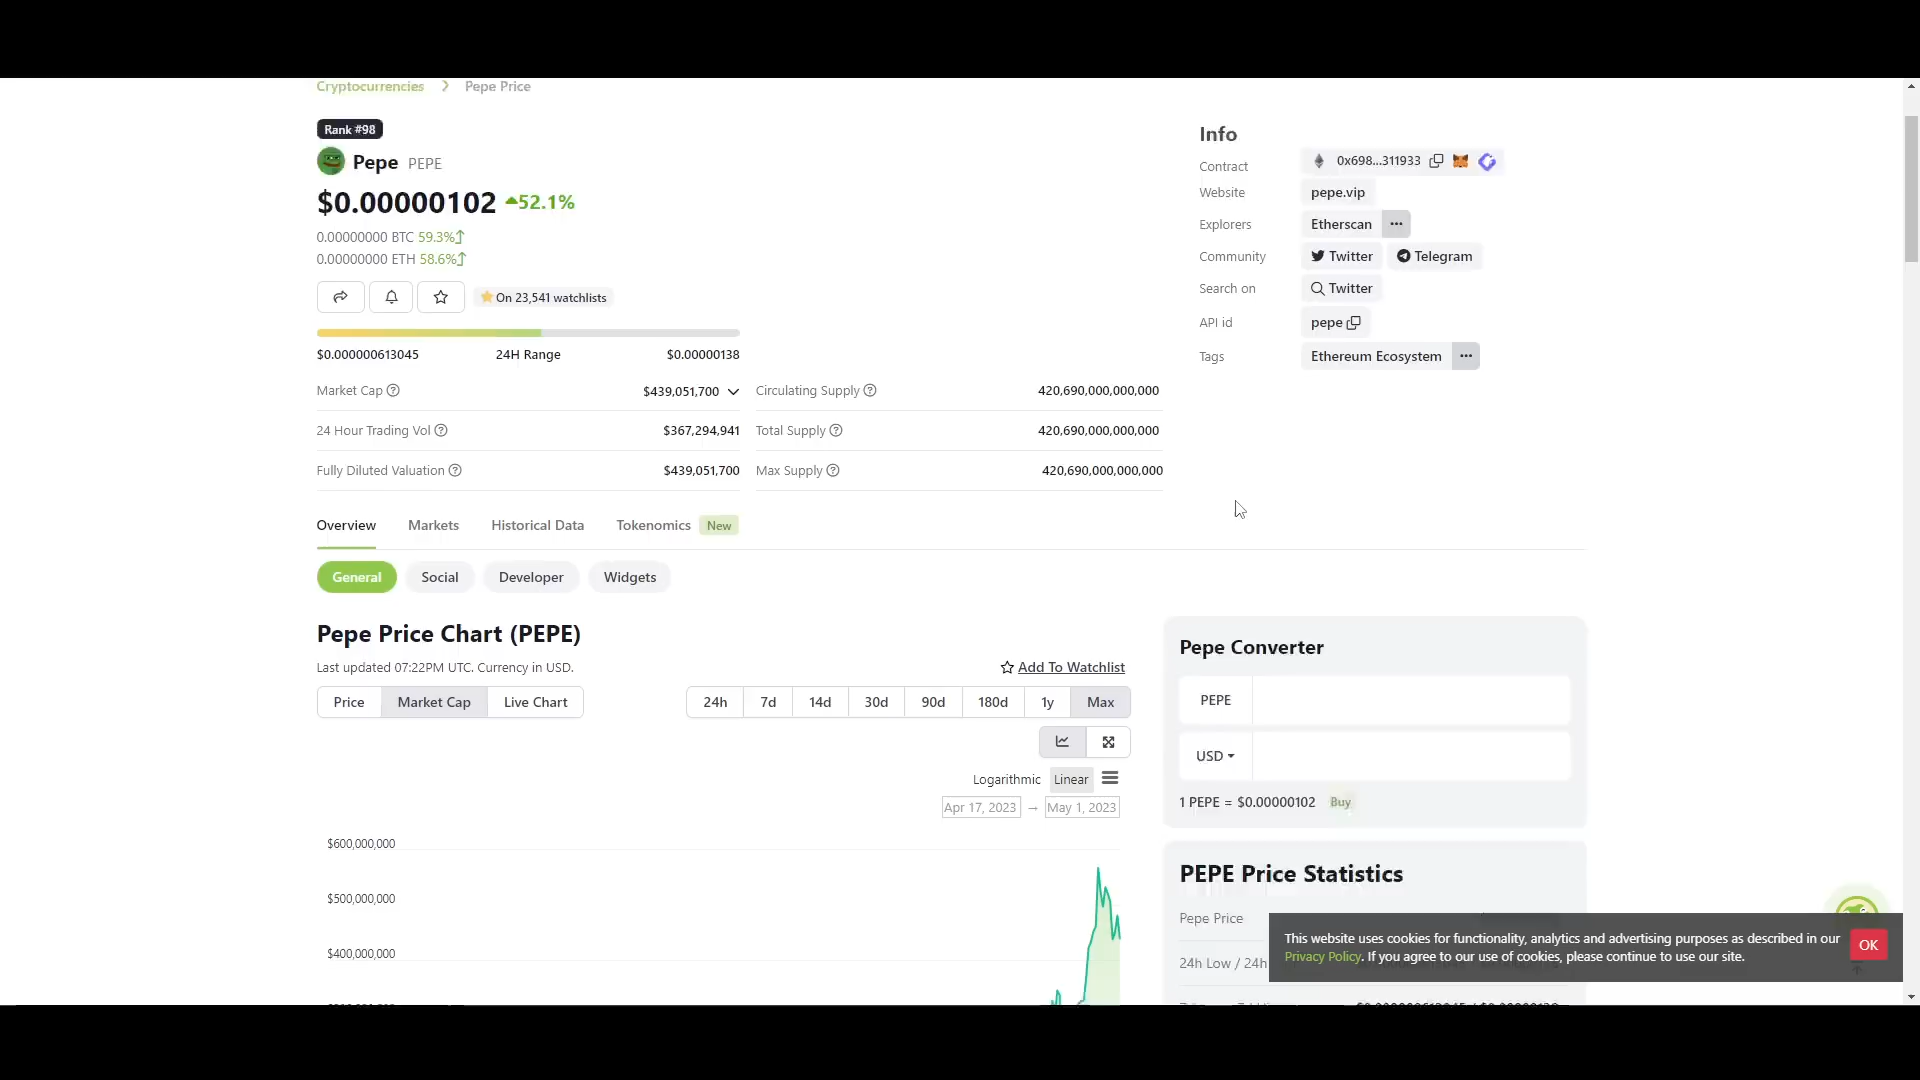 Cryptocurrencies > Pepe Price
Rank #98
Pepe PEPE
$0.00000102 52.1%
0.00000000 BTC 59.3%
0.00000000 ETH 58.6%
On 23,541 watchlists
$0.000000613045 24H Range $0.00000138
Market Cap $439,051,700
Circulating Supply 420,690,000,000,000
24 Hour Trading Vol $367,294,941
Total Supply 420,690,000,000,000
Fully Diluted Valuation $439,051,700
Max Supply 420,690,000,000,000
Info
Contract 0x698...311933
Website pepe.vip
Explorers Etherscan ...
Community Twitter Telegram
Search on Twitter
API id pepe
Tags Ethereum Ecosystem ...
Overview Markets Historical Data Tokenomics New
General Social Developer Widgets
Pepe Price Chart (PEPE)
Last updated 07:22PM UTC. Currency in USD.
Add To Watchlist
Price Market Cap Live Chart
24h 7d 14d 30d 90d 180d 1y Max
Logarithmic Linear
Apr 17, 2023 → May 1, 2023
$600,000,000
$500,000,000
$400,000,000
Pepe Converter
PEPE
USD
1 PEPE = $0.00000102 Buy
PEPE Price Statistics
Pepe Price
24h Low / 24h
This website uses cookies for functionality, analytics and advertising purposes as described in our
Privacy Policy. If you agree to our use of cookies, please continue to use our site.
OK